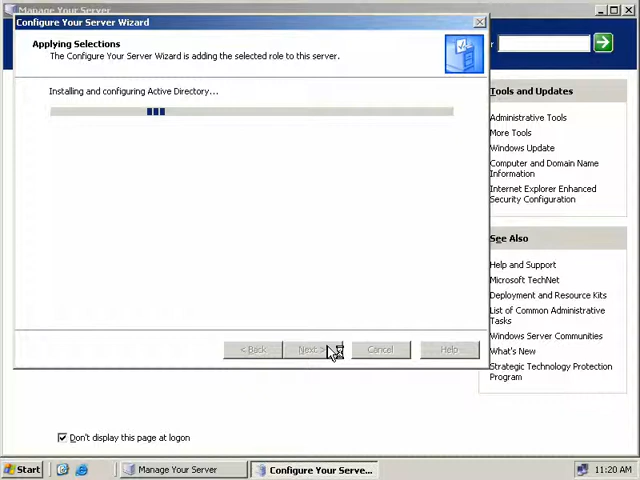 Manage Your Server
Configure Your Server Wizard
Applying Selections
The Configure Your Server Wizard is adding the selected role to this server.
Installing and configuring Active Directory...
< Back
Next >
Cancel
Help
r
Tools and Updates
Administrative Tools
More Tools
Windows Update
Computer and Domain Name
Information
Internet Explorer Enhanced
Security Configuration
See Also
Help and Support
Microsoft TechNet
Deployment and Resource Kits
List of Common Administrative
Tasks
Windows Server Communities
What's New
Strategic Technology Protection
Program
Don't display this page at logon
Start
Manage Your Server
Configure Your Serve...
11:20 AM